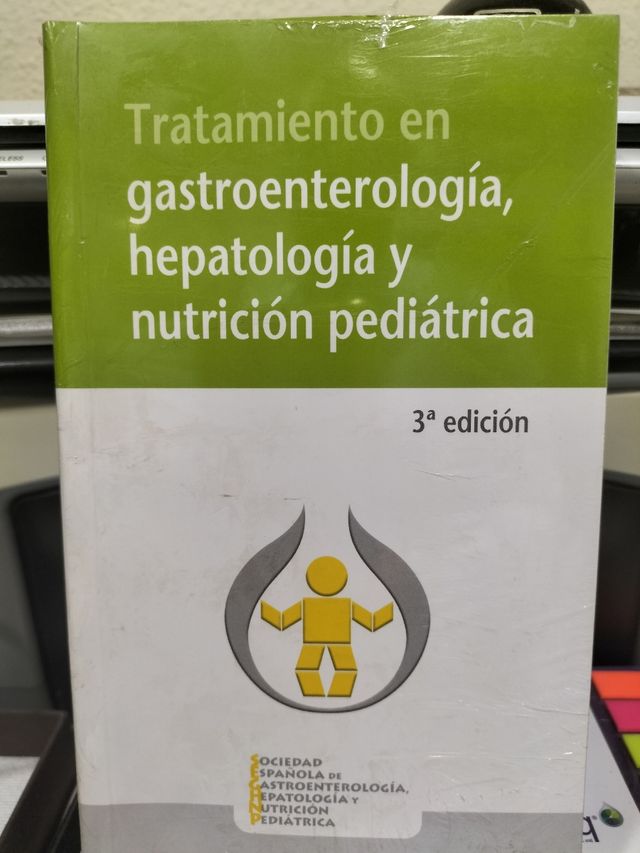 Tratamiento en
gastroenterología,
hepatología y
nutrición pediátrica
3ª edición
SOCIEDAD
ESPAÑOLA DE
GASTROENTEROLOGÍA,
HEPATOLOGÍA Y
NUTRICIÓN
PEDIÁTRICA